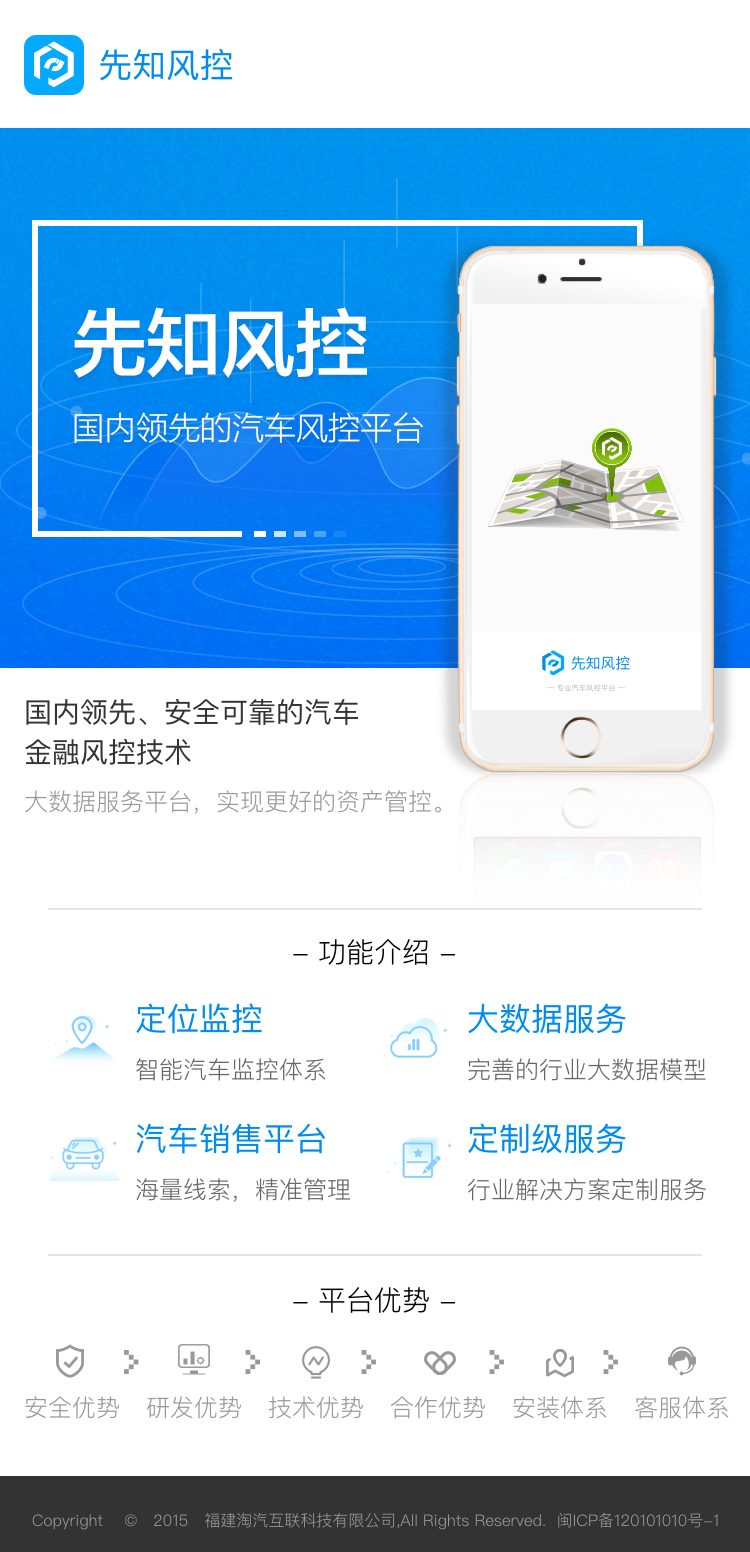 先知风控
先知风控
国内领先的汽车风控平台
先知风控
— 专业汽车风控平台 —
国内领先、安全可靠的汽车
金融风控技术
大数据服务平台，实现更好的资产管控。
– 功能介绍 –
定位监控
智能汽车监控体系
大数据服务
完善的行业大数据模型
汽车销售平台
海量线索，精准管理
定制级服务
行业解决方案定制服务
– 平台优势 –
安全优势 研发优势 技术优势 合作优势 安装体系 客服体系
Copyright © 2015 福建淘汽互联科技有限公司,All Rights Reserved. 闽ICP备120101010号-1